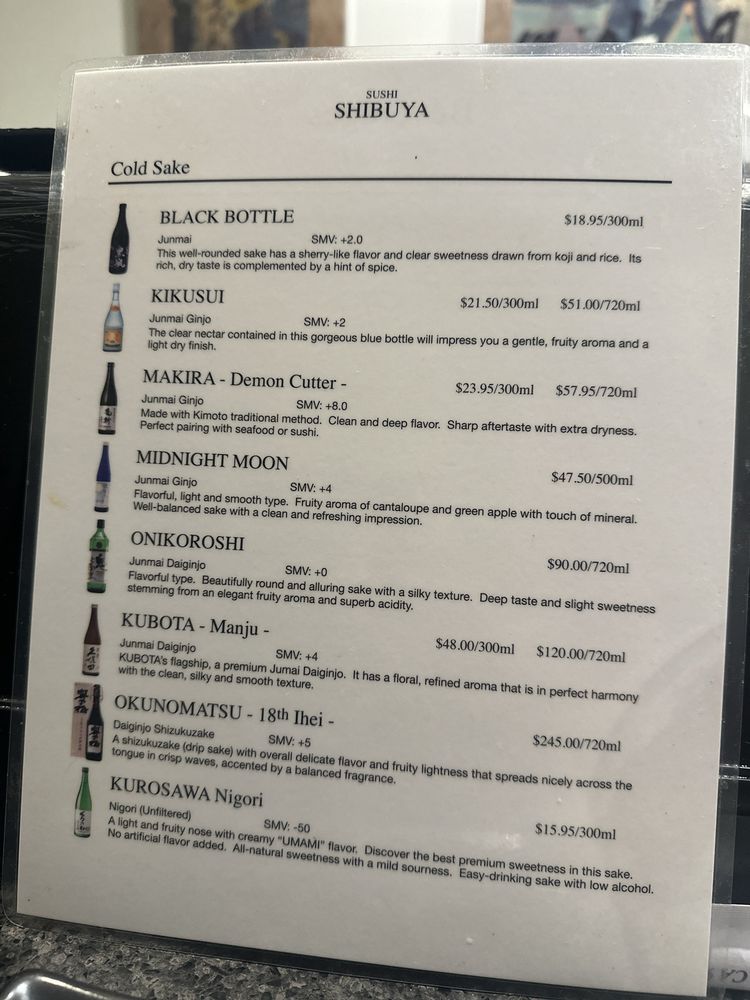 SUSHI
SHIBUYA
Cold Sake
BLACK BOTTLE $18.95/300ml
Junmai SMV: +2.0
This well-rounded sake has a sherry-like flavor and clear sweetness drawn from koji and rice. Its
rich, dry taste is complemented by a hint of spice.
KIKUSUI $21.50/300ml $51.00/720ml
Junmai Ginjo SMV: +2
The clear nectar contained in this gorgeous blue bottle will impress you a gentle, fruity aroma and a
light dry finish.
MAKIRA - Demon Cutter - $23.95/300ml $57.95/720ml
Junmai Ginjo SMV: +8.0
Made with Kimoto traditional method. Clean and deep flavor. Sharp aftertaste with extra dryness.
Perfect pairing with seafood or sushi.
MIDNIGHT MOON $47.50/500ml
Junmai Ginjo SMV: +4
Flavorful, light and smooth type. Fruity aroma of cantaloupe and green apple with touch of mineral.
Well-balanced sake with a clean and refreshing impression.
ONIKOROSHI $90.00/720ml
Junmai Daiginjo SMV: +0
Flavorful type. Beautifully round and alluring sake with a silky texture. Deep taste and slight sweetness
stemming from an elegant fruity aroma and superb acidity.
KUBOTA - Manju - $48.00/300ml $120.00/720ml
Junmai Daiginjo SMV: +4
KUBOTA's flagship, a premium Jumai Daiginjo. It has a floral, refined aroma that is in perfect harmony
with the clean, silky and smooth texture.
OKUNOMATSU - 18th Ihei - $245.00/720ml
Daiginjo Shizukuzake SMV: +5
A shizukuzake (drip sake) with overall delicate flavor and fruity lightness that spreads nicely across the
tongue in crisp waves, accented by a balanced fragrance.
KUROSAWA Nigori $15.95/300ml
Nigori (Unfiltered) SMV: -50
A light and fruity nose with creamy "UMAMI" flavor. Discover the best premium sweetness in this sake.
No artificial flavor added. All-natural sweetness with a mild sourness. Easy-drinking sake with low alcohol.